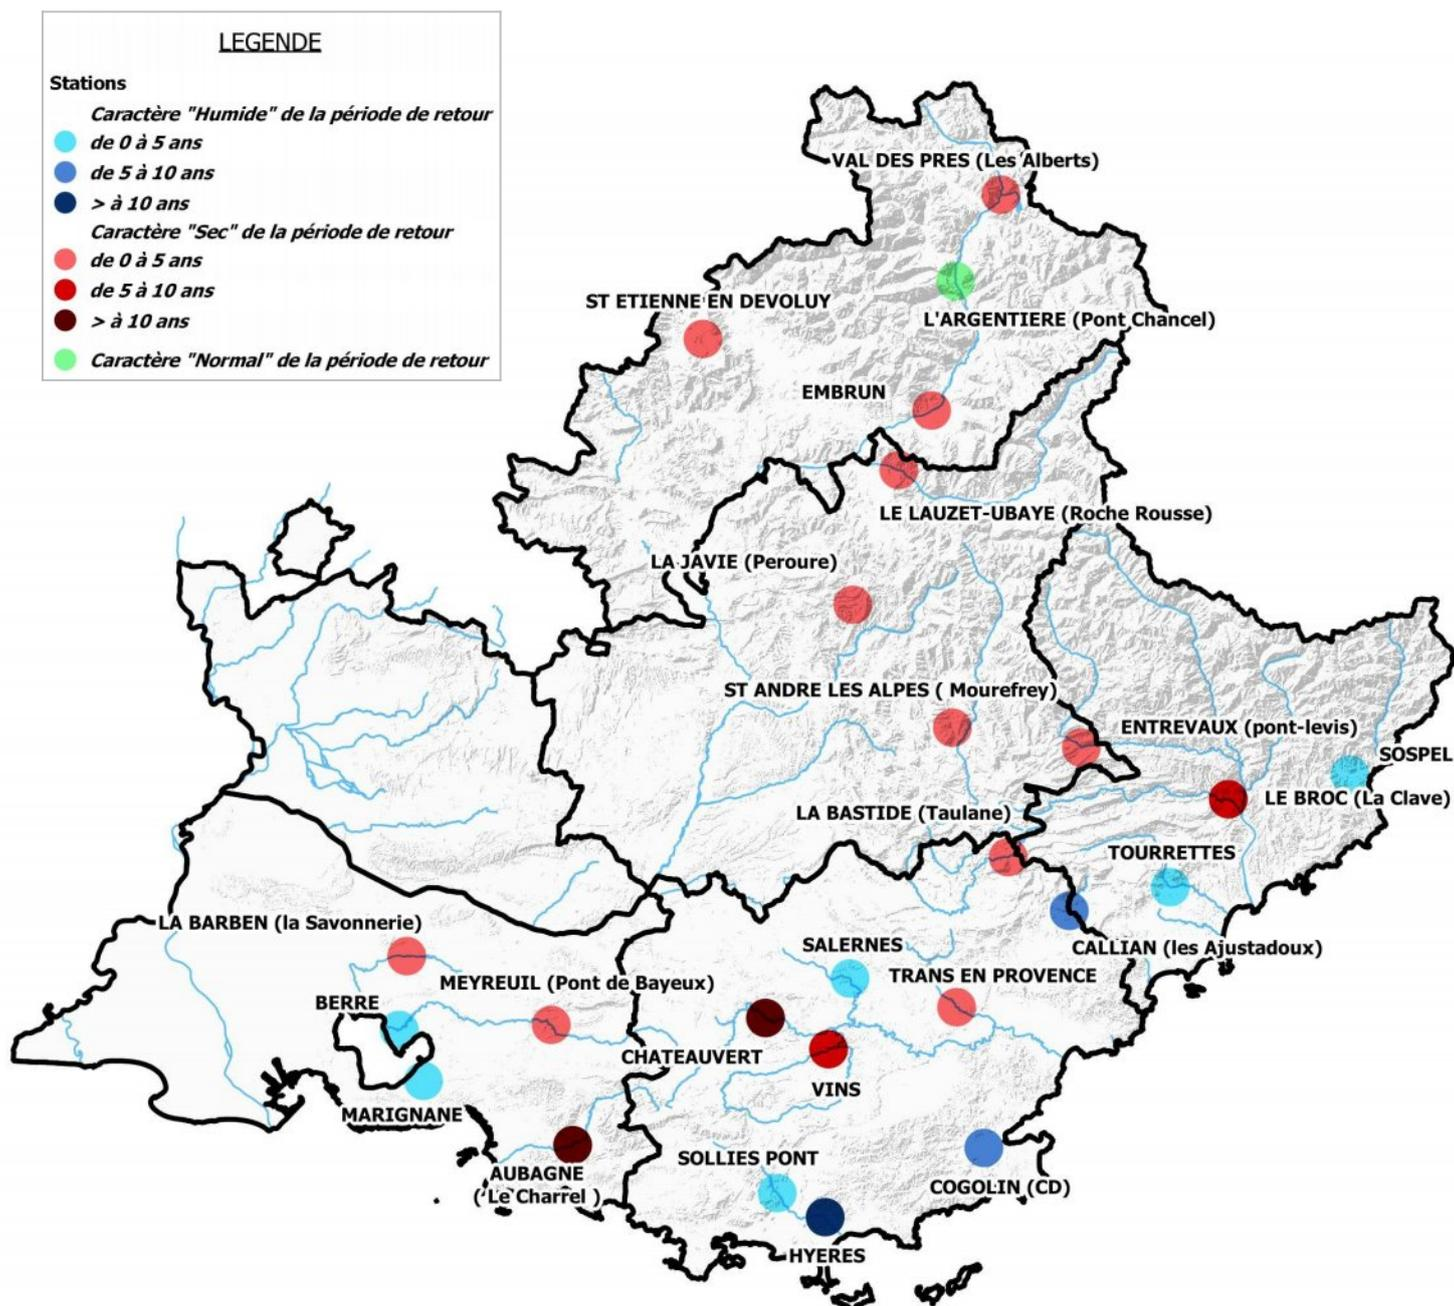 LEGENDE
Stations
Caractère "Humide" de la période de retour
de 0 à 5 ans
de 5 à 10 ans
> à 10 ans
Caractère "Sec" de la période de retour
de 0 à 5 ans
de 5 à 10 ans
> à 10 ans
Caractère "Normal" de la période de retour
VAL DES PRES (Les Alberts)
ST ETIENNE EN DEVOLUY
L'ARGENTIERE (Pont Chancel)
EMBRUN
LE LAUZET-UBAYE (Roche Rousse)
LA JAVIE (Peroure)
ST ANDRE LES ALPES ( Mourefrey)
ENTREVAUX (pont-levis)
SOSPEL
LE BROC (La Clave)
LA BASTIDE (Taulane)
TOURRETTES
LA BARBEN (la Savonnerie)
SALERNES
CALLIAN (les Ajustadoux)
TRANS EN PROVENCE
MEYREUIL (Pont de Bayeux)
BERRE
CHATEAUVERT
VINS
MARIGNANE
SOLLIES PONT
AUBAGNE
( Le Charrel )
COGOLIN (CD)
HYERES